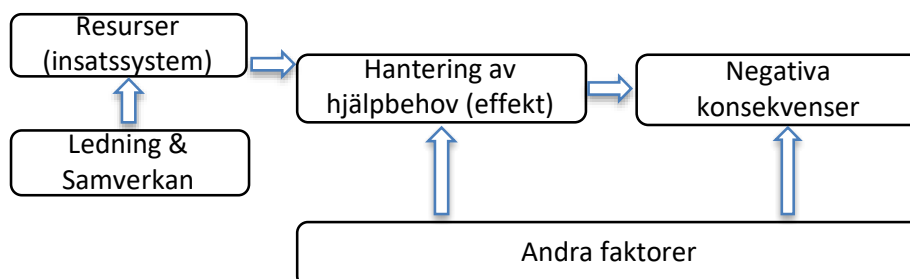 Resurser
(insatssystem)
Hantering av
hjälpbehov (effekt)
Negativa
konsekvenser
Ledning &
Samverkan
Andra faktorer